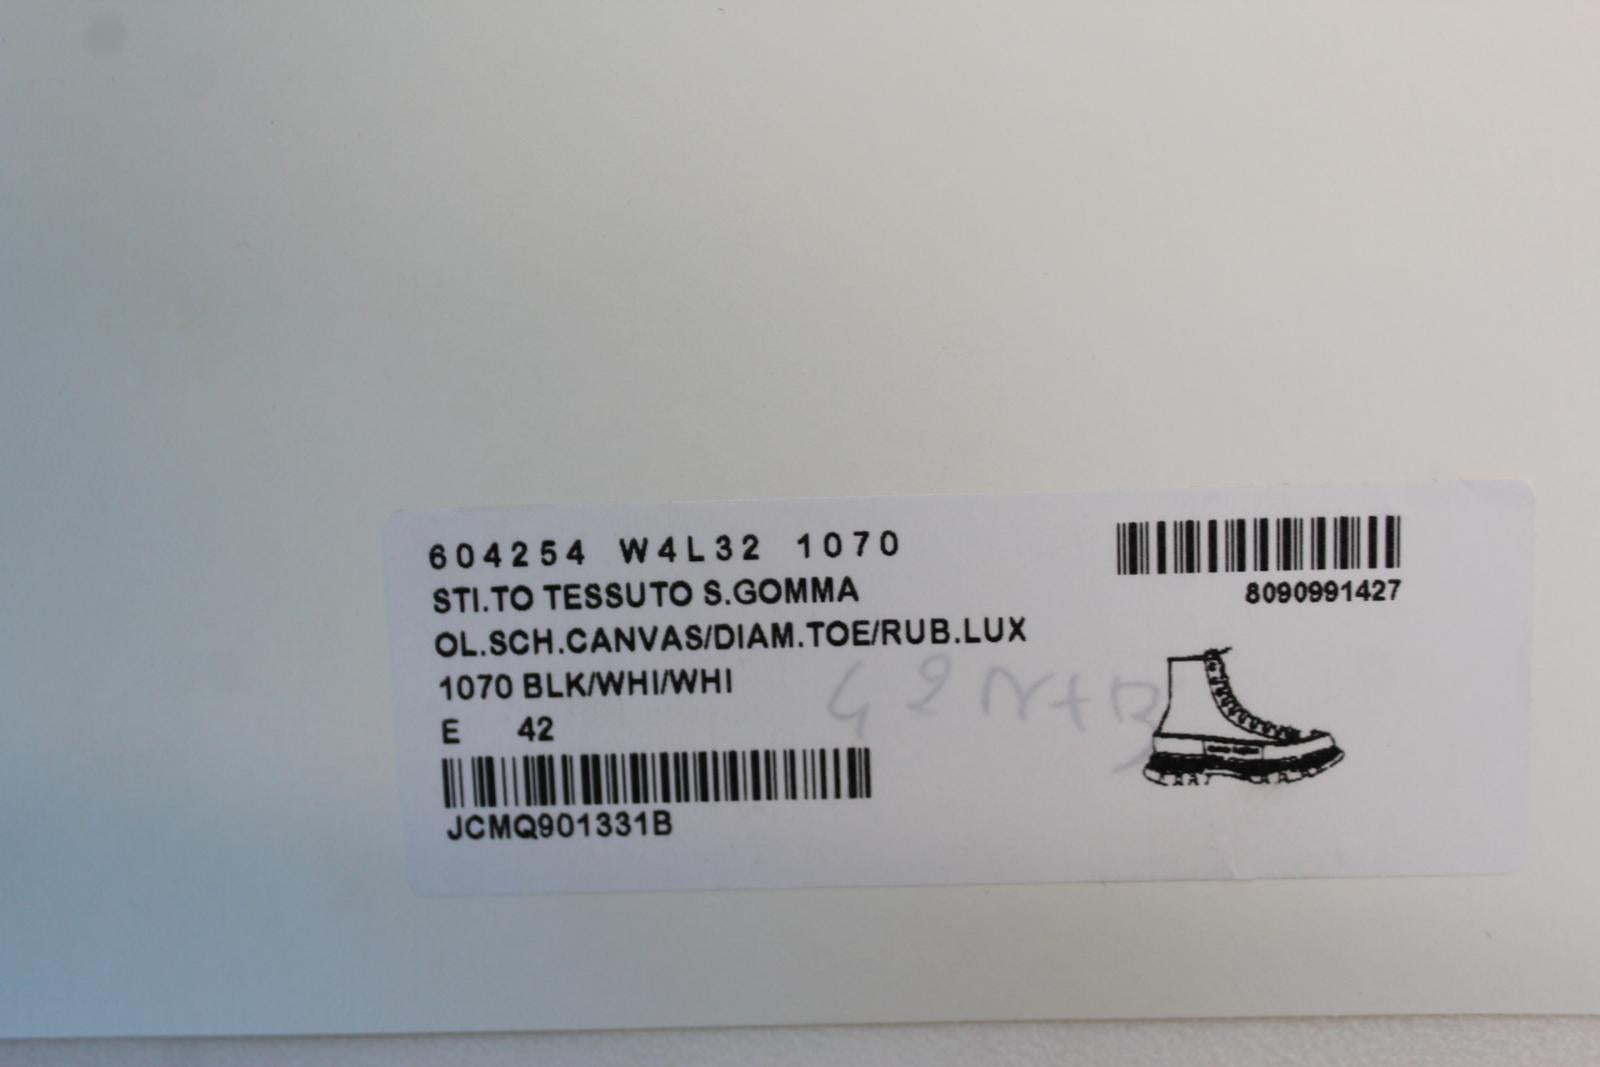 604254 W4L32 1070
STI.TO TESSUTO S.GOMMA
OL.SCH.CANVAS/DIAM.TOE/RUB.LUX
1070 BLK/WHI/WHI
E 42
JCMQ901331B
8090991427
42